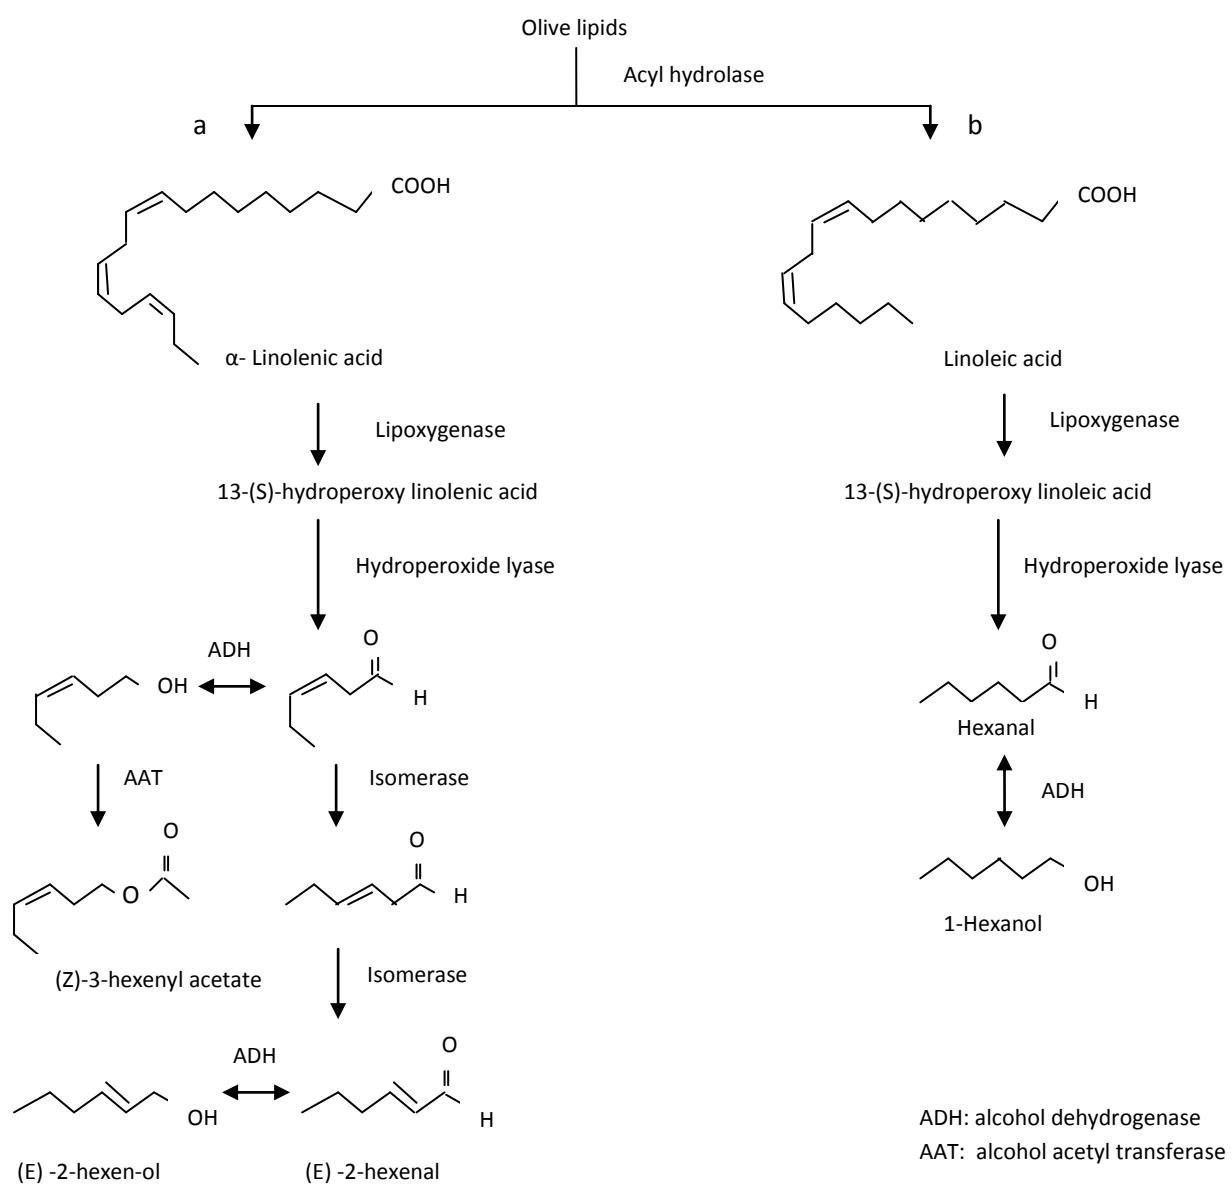 Olive lipids
Acyl hydrolase
a
b
COOH
COOH
α- Linolenic acid
Linoleic acid
Lipoxygenase
Lipoxygenase
13-(S)-hydroperoxy linolenic acid
13-(S)-hydroperoxy linoleic acid
Hydroperoxide lyase
Hydroperoxide lyase
O
ADH
OH
H
O
H
Hexanal
AAT
Isomerase
ADH
O
O
O
H
OH
1-Hexanol
(Z)-3-hexenyl acetate
Isomerase
ADH
O
OH
H
(E) -2-hexen-ol
(E) -2-hexenal
ADH: alcohol dehydrogenase
AAT: alcohol acetyl transferase